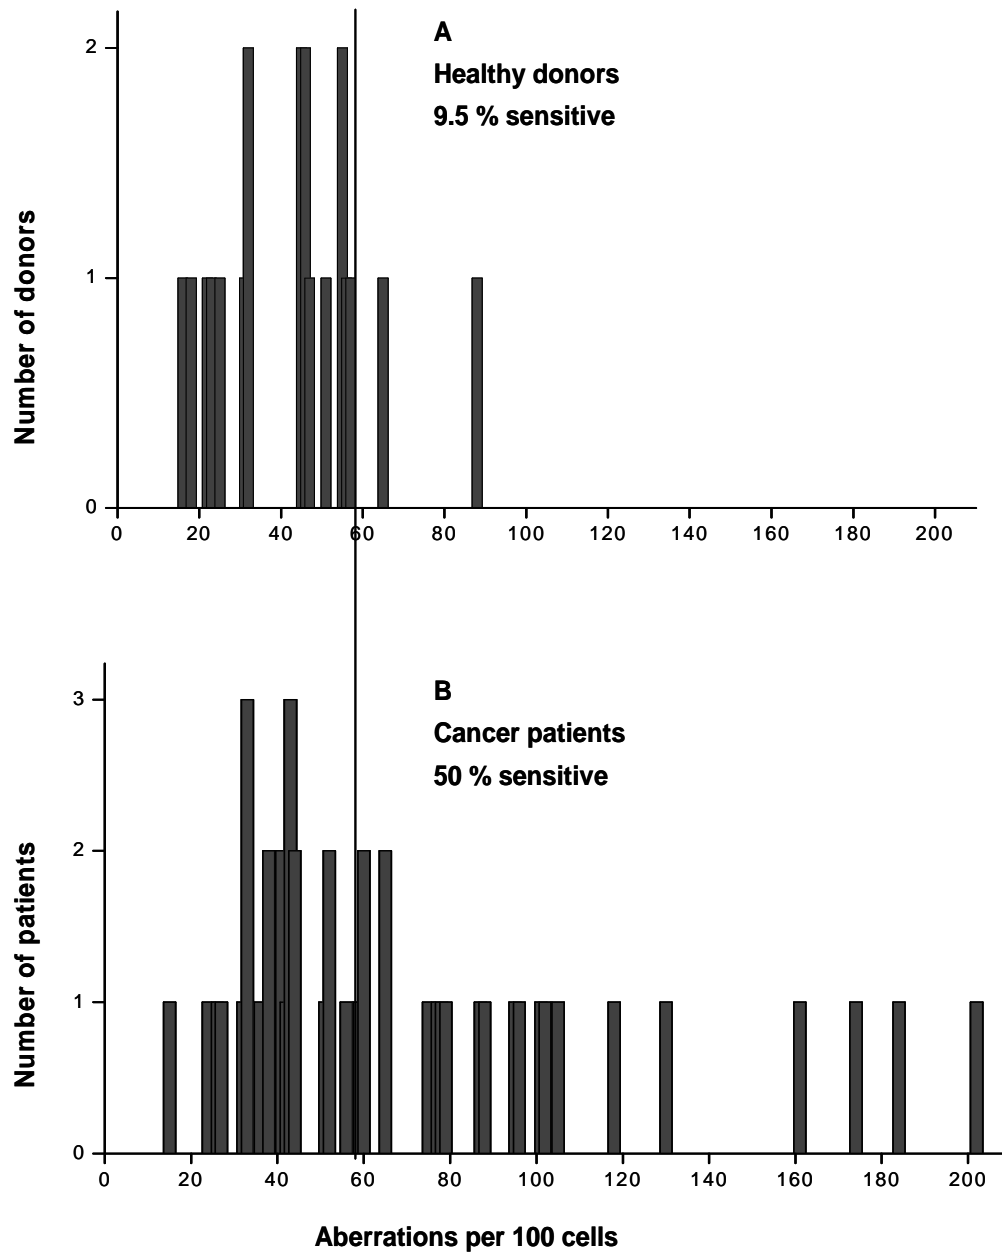 A
Healthy donors
9.5 % sensitive
Number of donors
2
1
0
0 20 40 60 80 100 120 140 160 180 200
B
Cancer patients
50 % sensitive
Number of patients
3
2
1
0
0 20 40 60 80 100 120 140 160 180 200
Aberrations per 100 cells